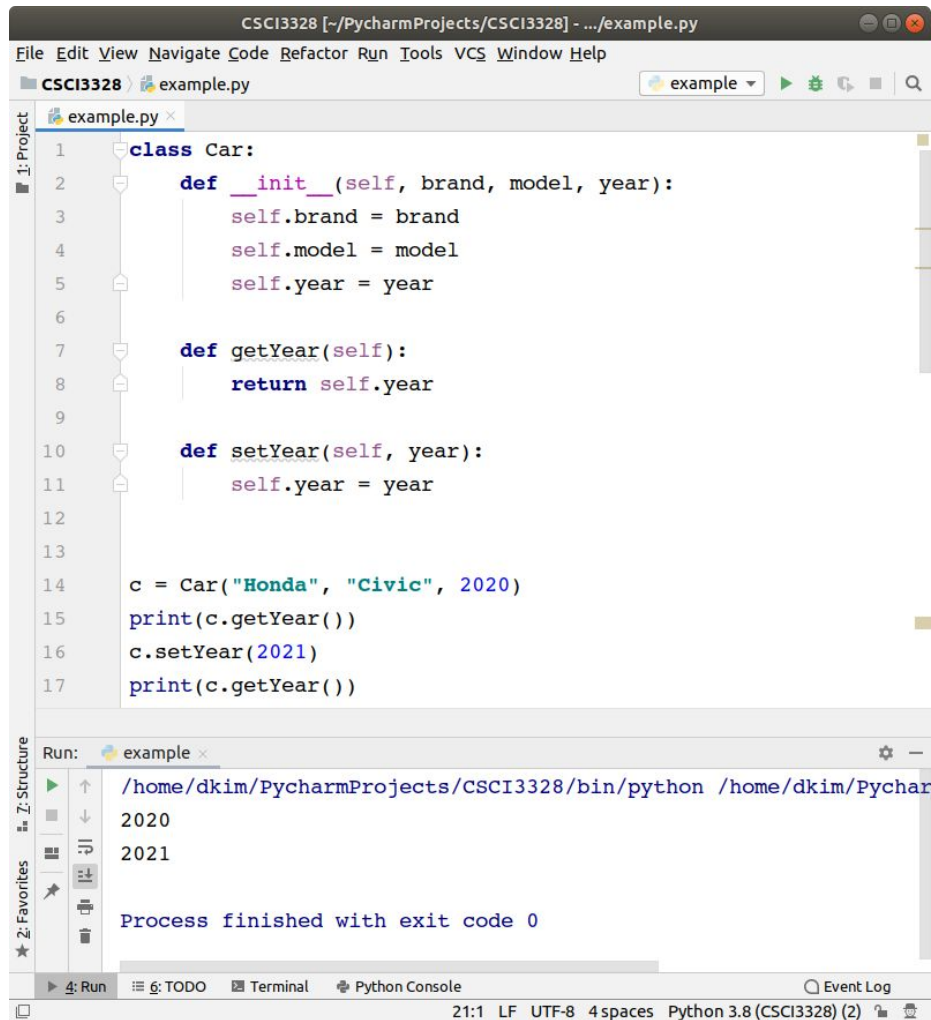 CSCI3328 [~/PycharmProjects/CSCI3328] - .../example.py
File Edit View Navigate Code Refactor Run Tools VCS Window Help
CSCI3328 example.py example
1: Project
example.py
1 class Car:
2 def __init__(self, brand, model, year):
3 self.brand = brand
4 self.model = model
5 self.year = year
6
7 def getYear(self):
8 return self.year
9
10 def setYear(self, year):
11 self.year = year
12
13
14 c = Car("Honda", "Civic", 2020)
15 print(c.getYear())
16 c.setYear(2021)
17 print(c.getYear())
7: Structure
2: Favorites
Run: example
/home/dkim/PycharmProjects/CSCI3328/bin/python /home/dkim/Pychar
2020
2021
Process finished with exit code 0
4: Run 6: TODO Terminal Python Console Event Log
21:1 LF UTF-8 4 spaces Python 3.8 (CSCI3328) (2)